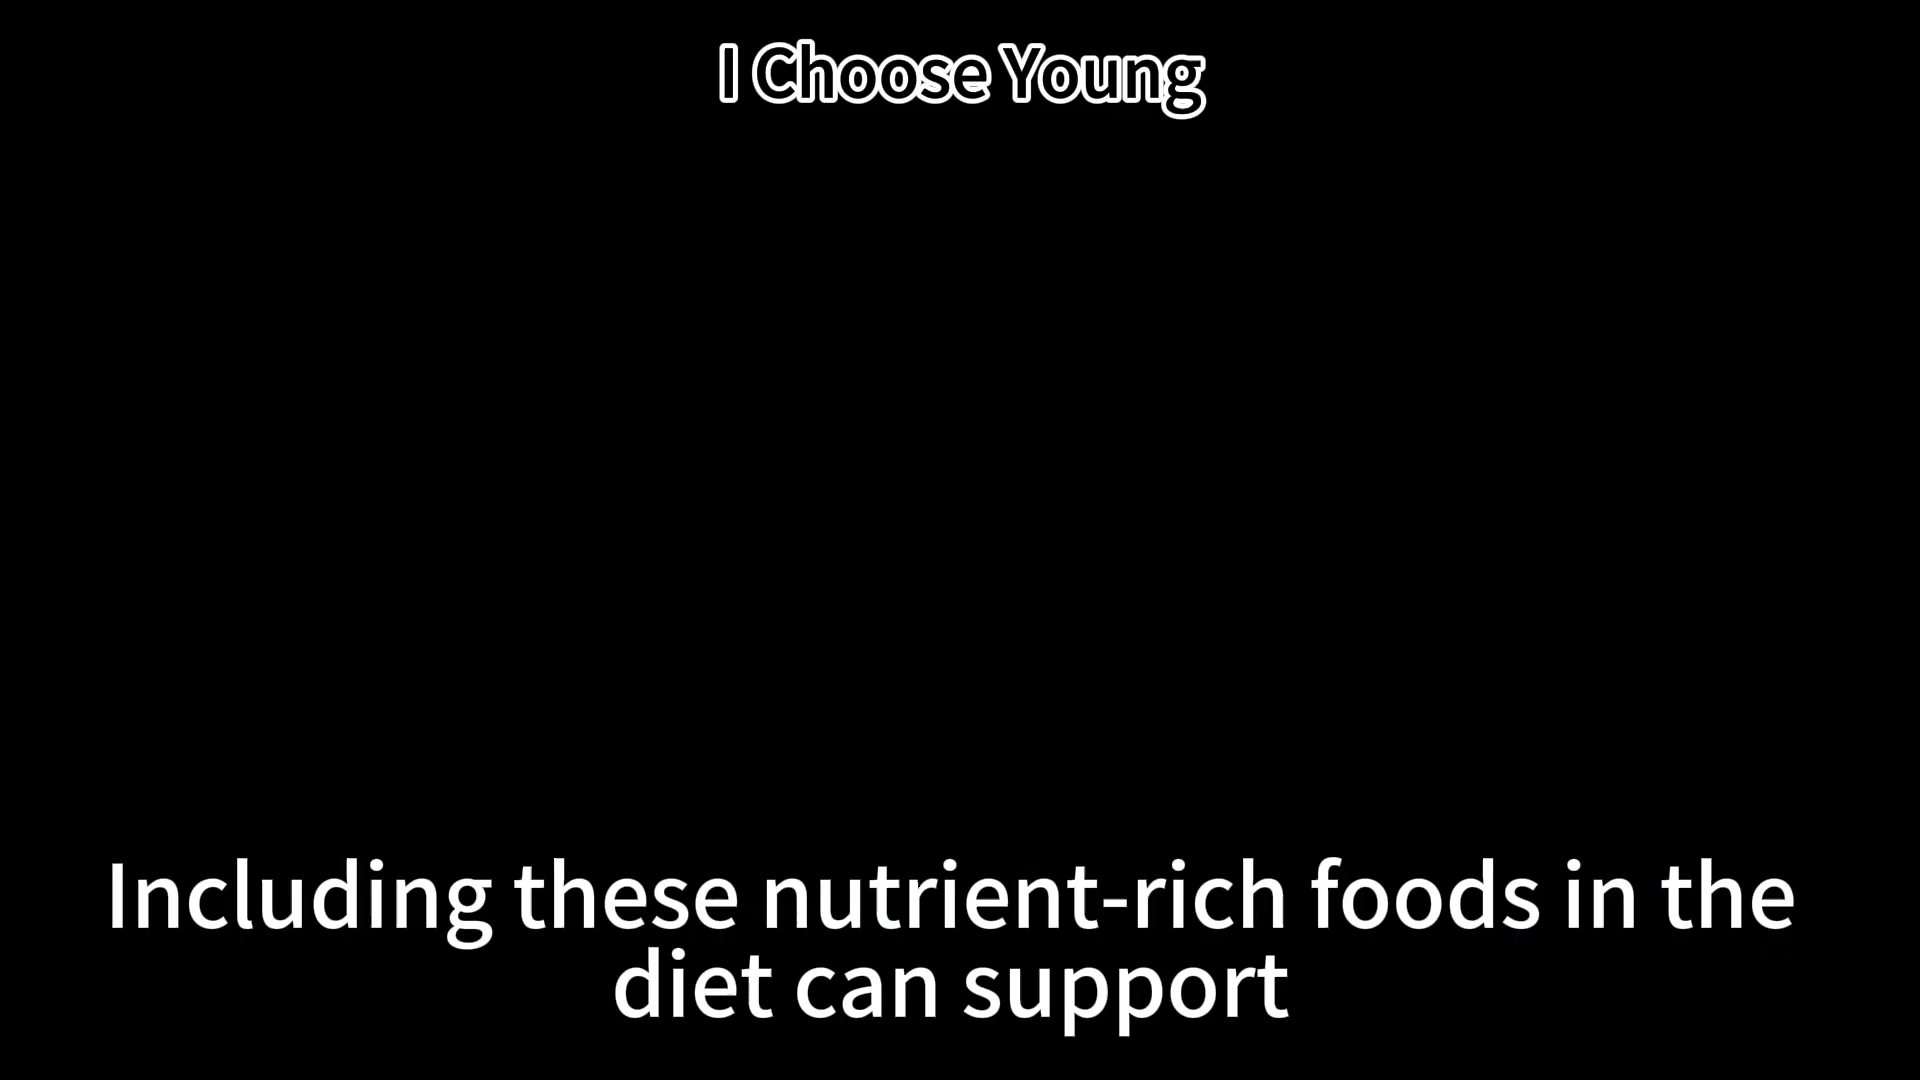 I Choose Young
Including these nutrient-rich foods in the
diet can support